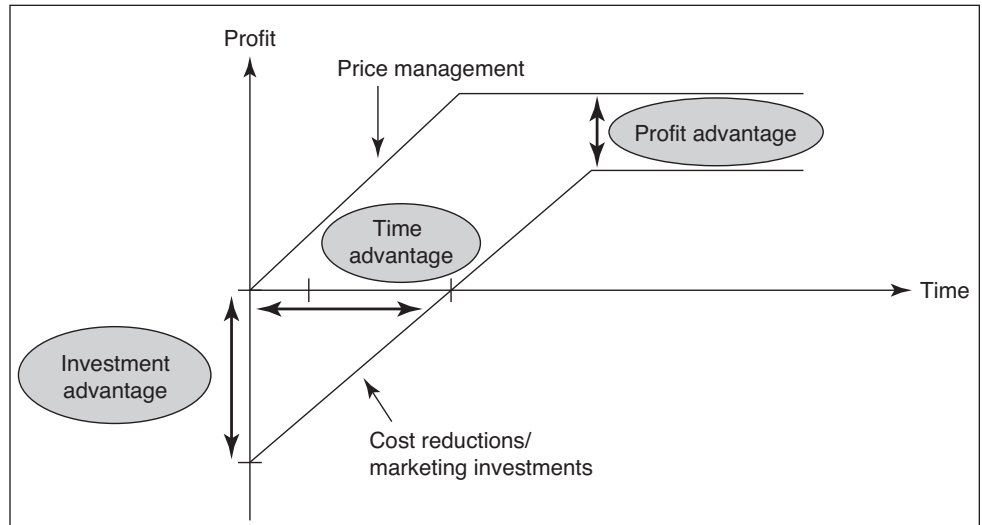 Profit
Price management
Profit advantage
Time
advantage
Time
Investment
advantage
Cost reductions/
marketing investments